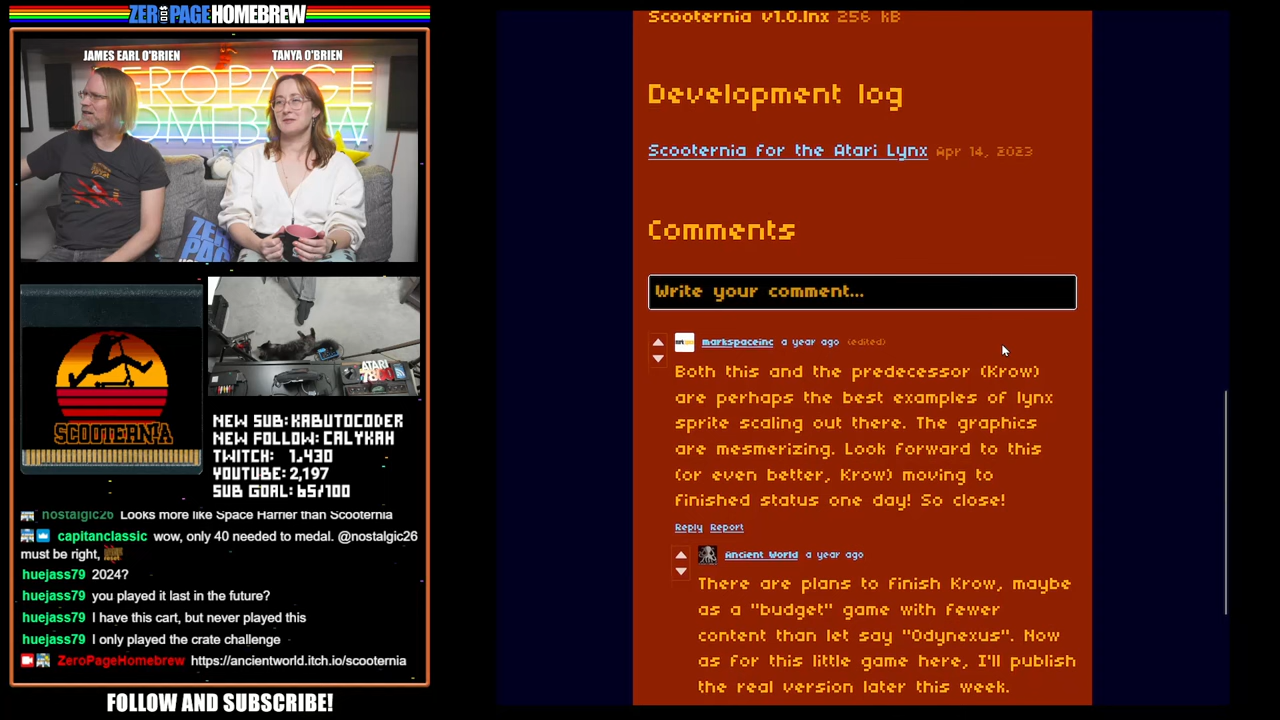 ZEROPAGE HOMEBREW
JAMES EARL O'BRIEN
TANYA O'BRIEN
ZEROPAGE
HOMEBREW
ATARI
7800
SCOOTERNIA
NEW SUB: KABUTOCODER
NEW FOLLOW: CALYKAH
TWITCH: 1,430
YOUTUBE: 2,197
SUB GOAL: 65/100
nostalgic26 Looks more like Space Harrier than Scooternia
capitanclassic wow, only 40 needed to medal. @nostalgic26
must be right,
huejass79 2024?
huejass79 you played it last in the future?
huejass79 I have this cart, but never played this
huejass79 I only played the crate challenge
ZeroPageHomebrew https://ancientworld.itch.io/scooternia
FOLLOW AND SUBSCRIBE!
Scooternia v1.0.lnx 256 kB
Development log
Scooternia for the Atari Lynx Apr 14, 2023
Comments
Write your comment...
markspaceinc a year ago (edited)
Both this and the predecessor (Krow)
are perhaps the best examples of lynx
sprite scaling out there. The graphics
are mesmerizing. Look forward to this
(or even better, Krow) moving to
finished status one day! So close!
Reply Report
Ancient World a year ago
There are plans to finish Krow, maybe
as a "budget" game with fewer
content than let say "Odynexus". Now
as for this little game here, I'll publish
the real version later this week.